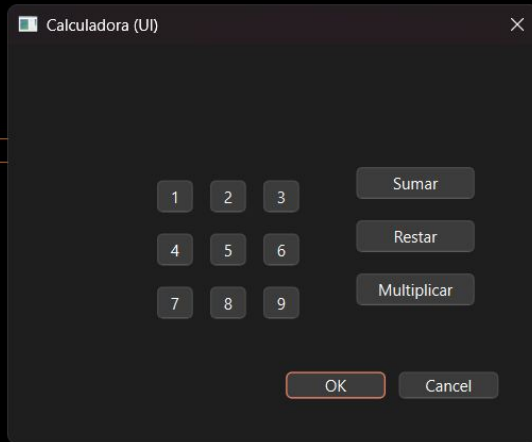 Calculadora (UI)
1 2 3 Sumar
4 5 6 Restar
7 8 9 Multiplicar
OK Cancel